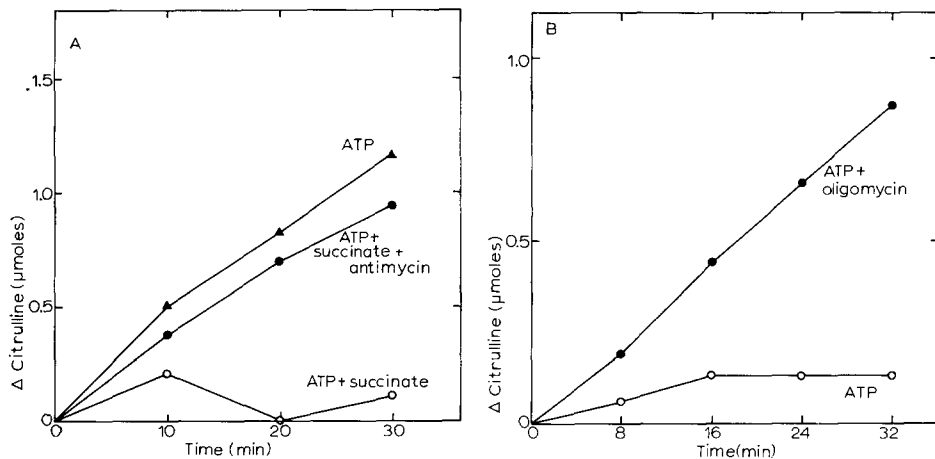 A
1.5
1.0
0.5
0
Δ Citrulline (μmoles)
ATP
ATP+
succinate +
antimycin
ATP+succinate
0
10
20
30
Time (min)
B
1.0
0.5
0
Δ Citrulline (μmoles)
ATP+
oligomycin
ATP
0
8
16
24
32
Time(min)